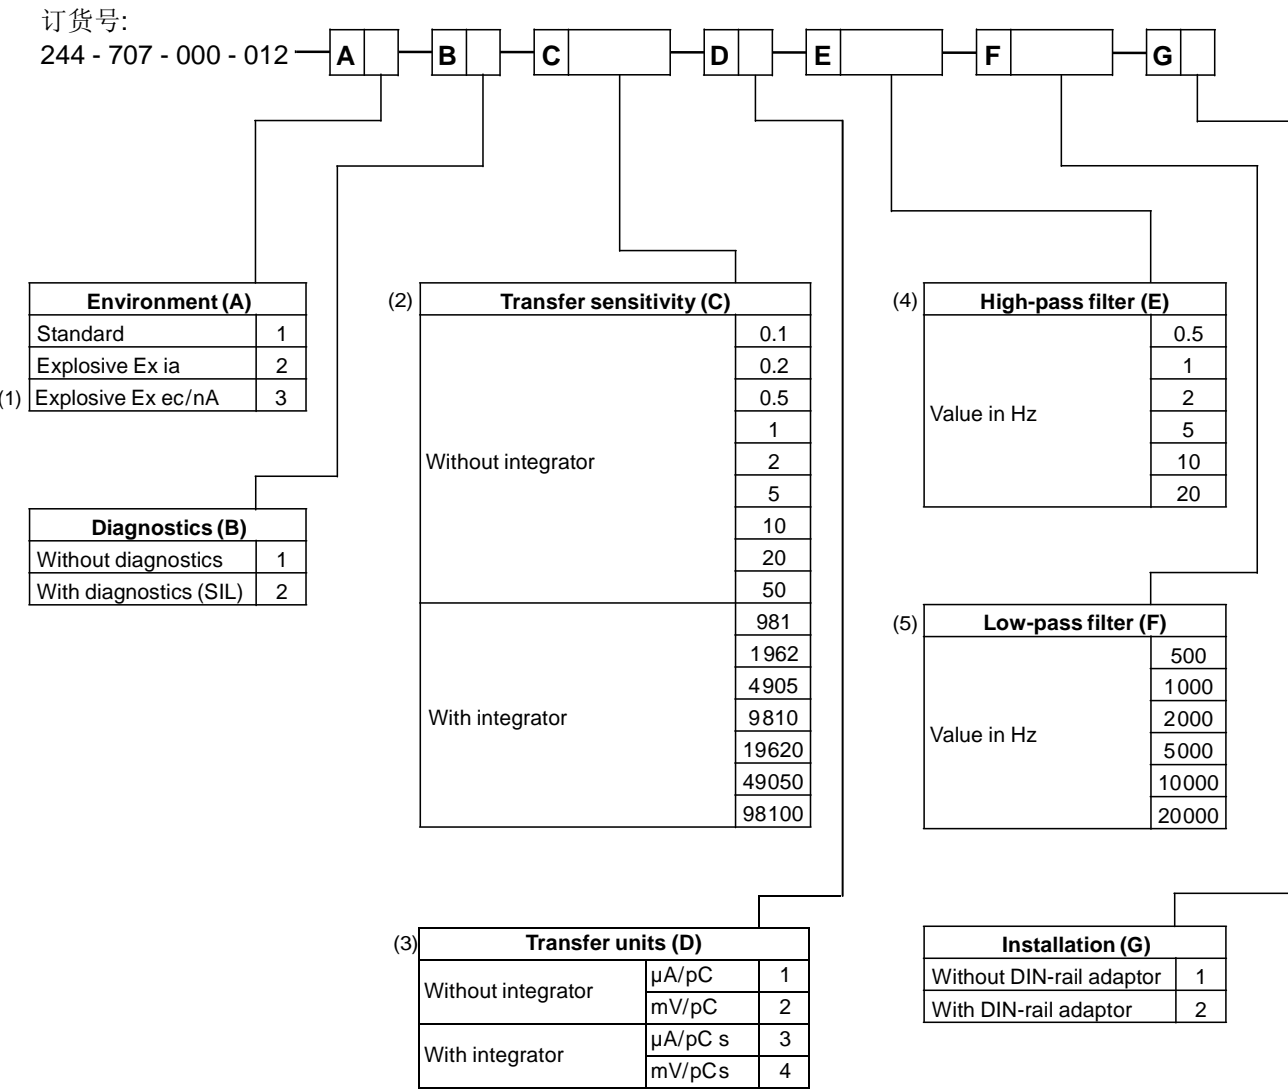 订货号:
244 - 707 - 000 - 012 A B C D E F G
Environment (A)
Standard 1
Explosive Ex ia 2
(1) Explosive Ex ec/nA 3
Diagnostics (B)
Without diagnostics 1
With diagnostics (SIL) 2
(2) Transfer sensitivity (C)
Without integrator
0.1
0.2
0.5
1
2
5
10
20
50
With integrator
981
1962
4905
9810
19620
49050
98100
(3) Transfer units (D)
Without integrator
µA/pC 1
mV/pC 2
With integrator
µA/pC s 3
mV/pCs 4
(4) High-pass filter (E)
Value in Hz
0.5
1
2
5
10
20
(5) Low-pass filter (F)
Value in Hz
500
1000
2000
5000
10000
20000
Installation (G)
Without DIN-rail adaptor 1
With DIN-rail adaptor 2